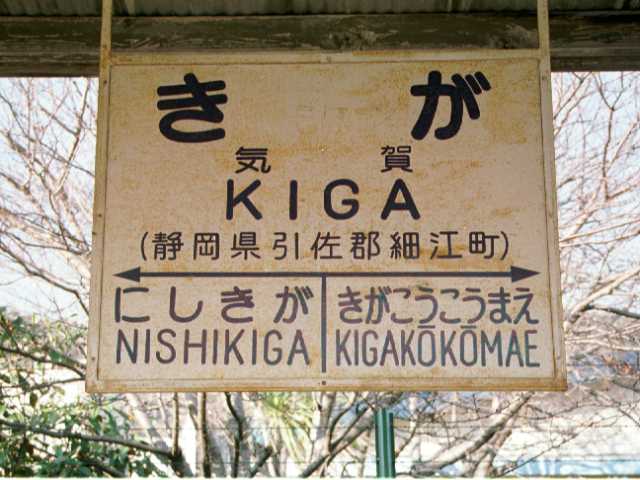 きが
気賀
KIGA
(静岡県引佐郡細江町)
にしきが きがこうこうまえ
NISHIKIGA KIGAKŌKŌMAE